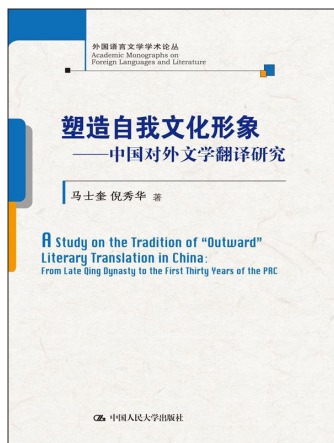 外国语言文学学术论丛
Academic Monographs on
Foreign Languages and Literature
塑造自我文化形象
——中国对外文学翻译研究
马士奎 倪秀华 著
A Study on the Tradition of “Outward”
Literary Translation in China:
From Late Qing Dynasty to the First Thirty Years of the PRC
中国人民大学出版社